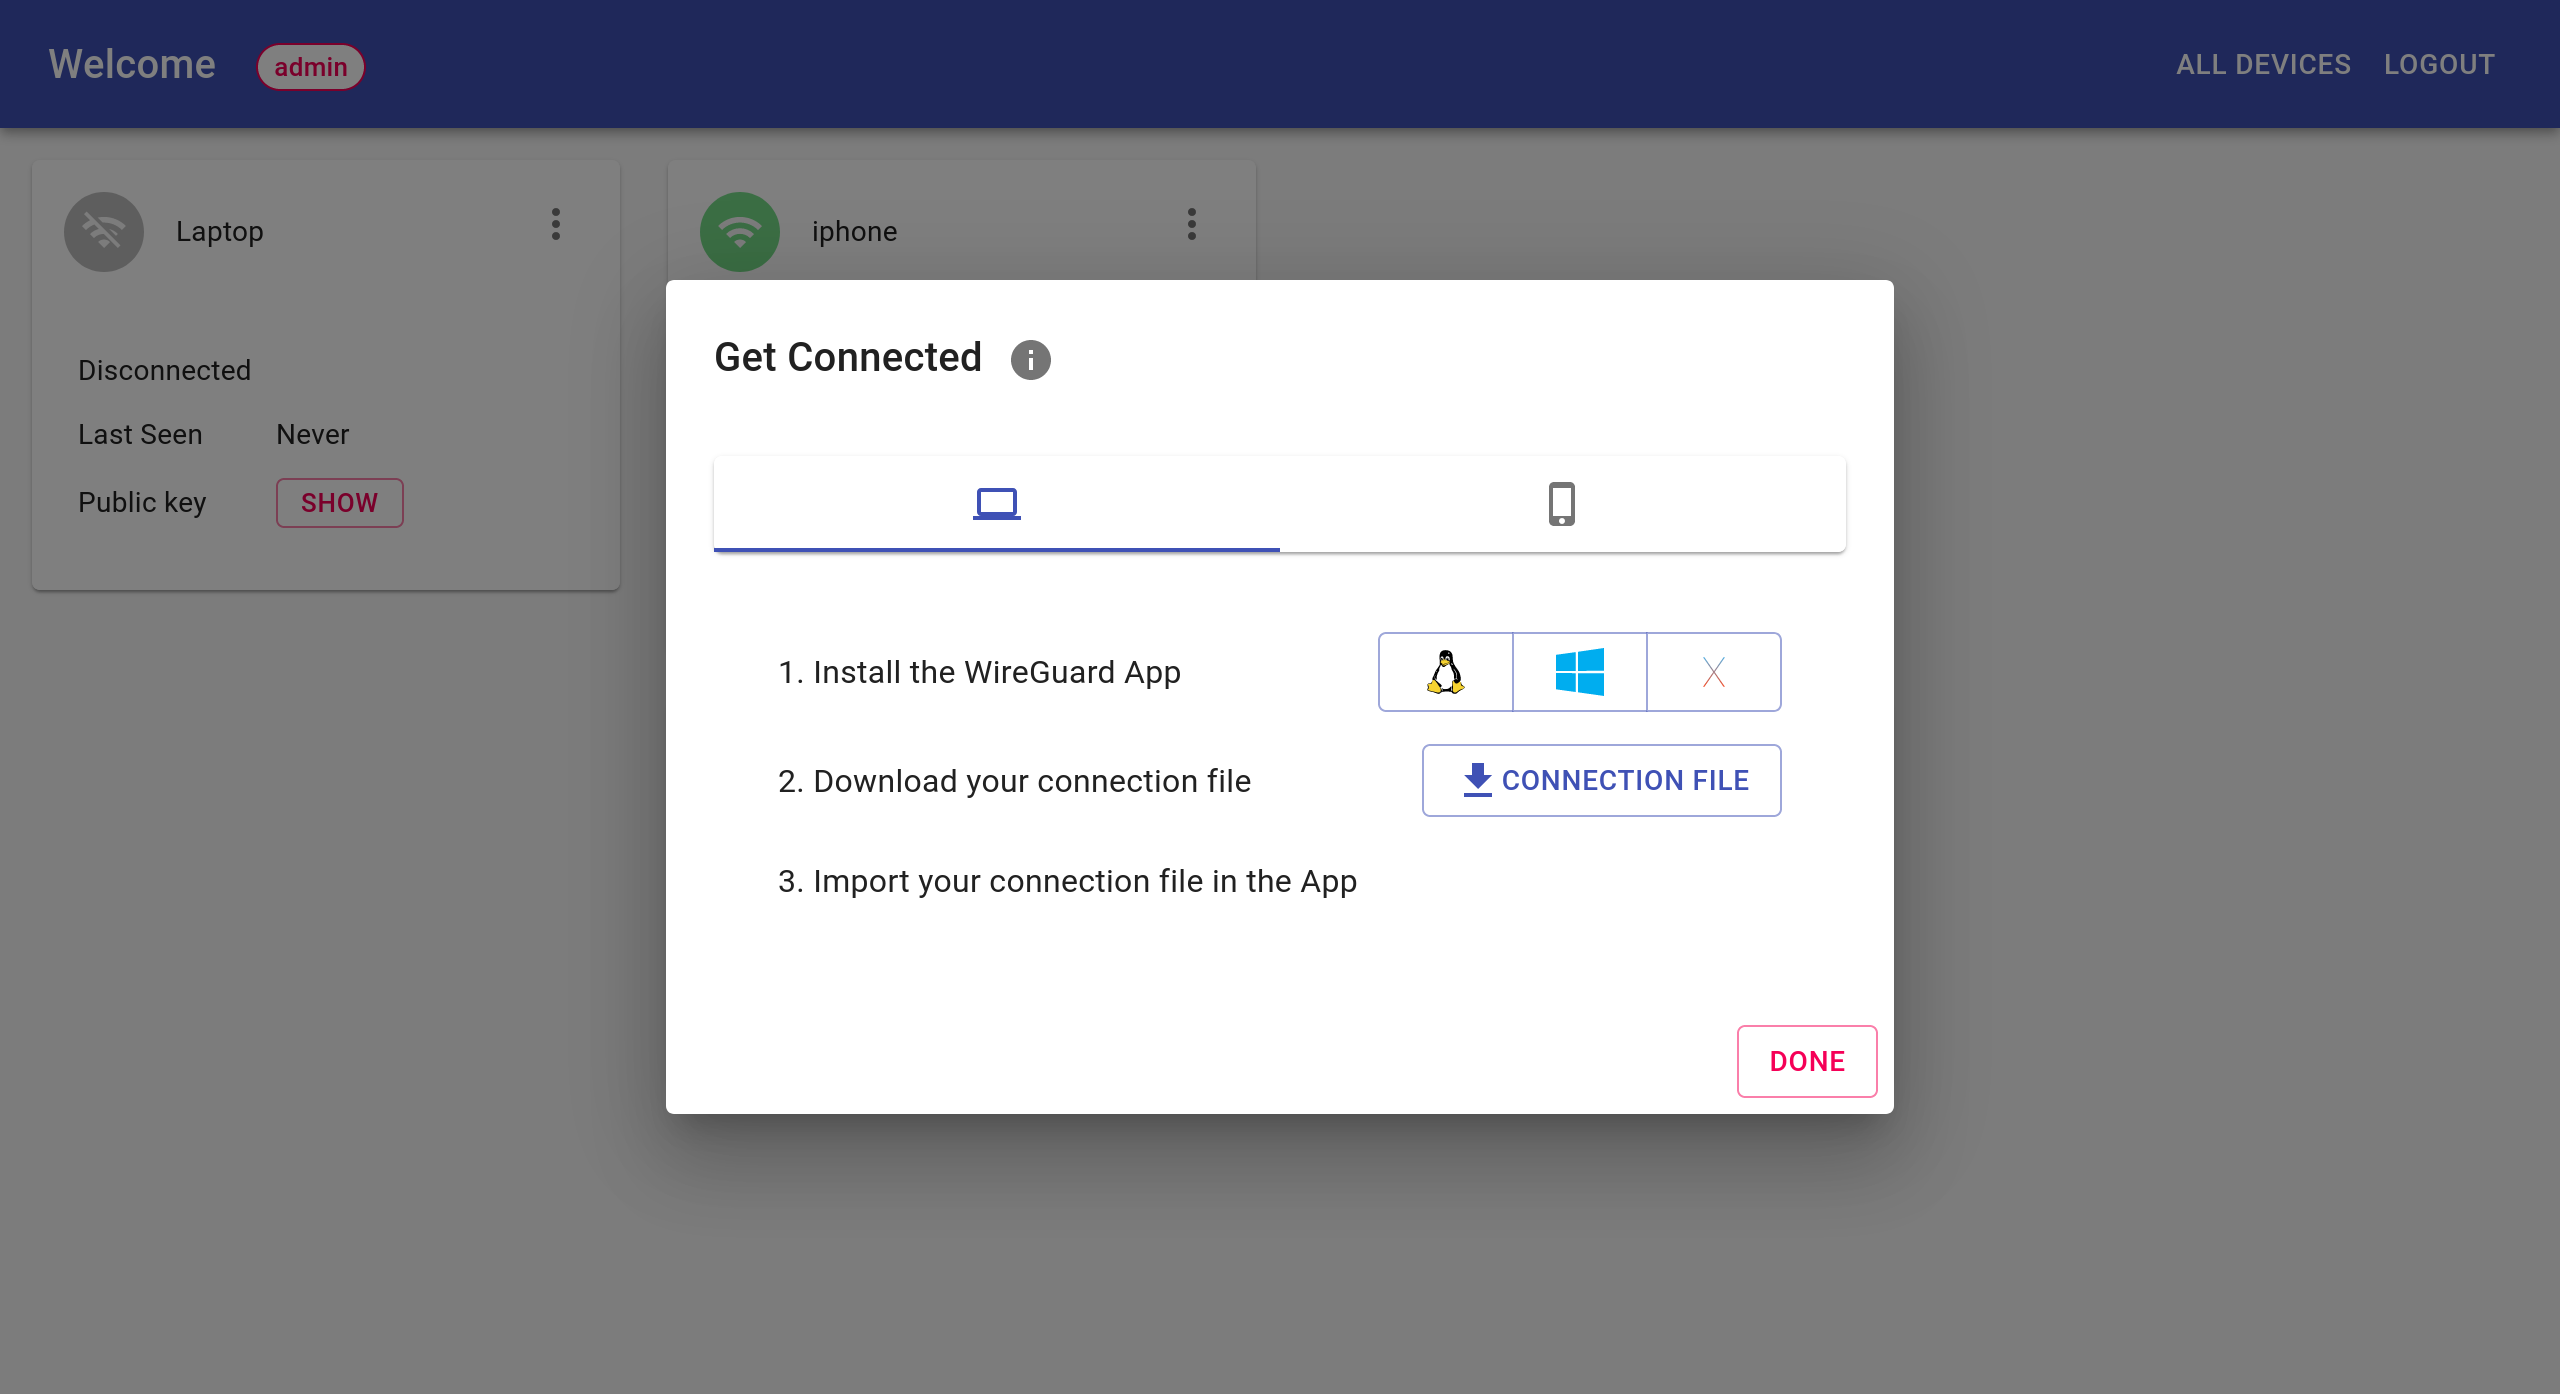 Welcome admin ALL DEVICES LOGOUT
Laptop
iphone
Disconnected
Last Seen Never
Public key SHOW
Get Connected
1. Install the WireGuard App
2. Download your connection file CONNECTION FILE
3. Import your connection file in the App
DONE